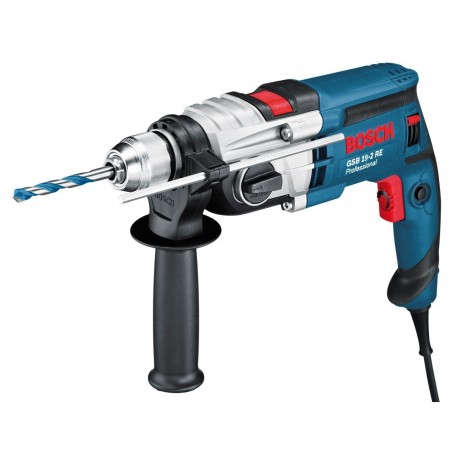 BOSCH
GSB 19-2 RE
Professional